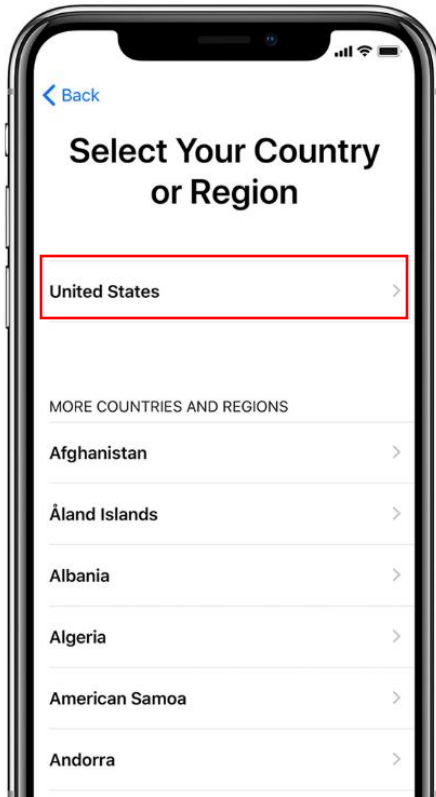 Back
Select Your Country
or Region
United States
MORE COUNTRIES AND REGIONS
Afghanistan
Åland Islands
Albania
Algeria
American Samoa
Andorra